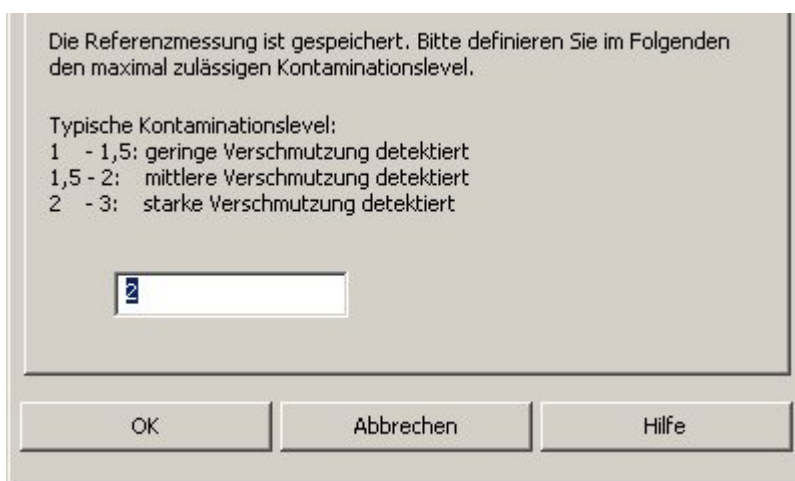 Die Referenzmessung ist gespeichert. Bitte definieren Sie im Folgenden
den maximal zulässigen Kontaminationslevel.
Typische Kontaminationslevel:
1 - 1,5: geringe Verschmutzung detektiert
1,5 - 2: mittlere Verschmutzung detektiert
2 - 3: starke Verschmutzung detektiert
2
OK Abbrechen Hilfe